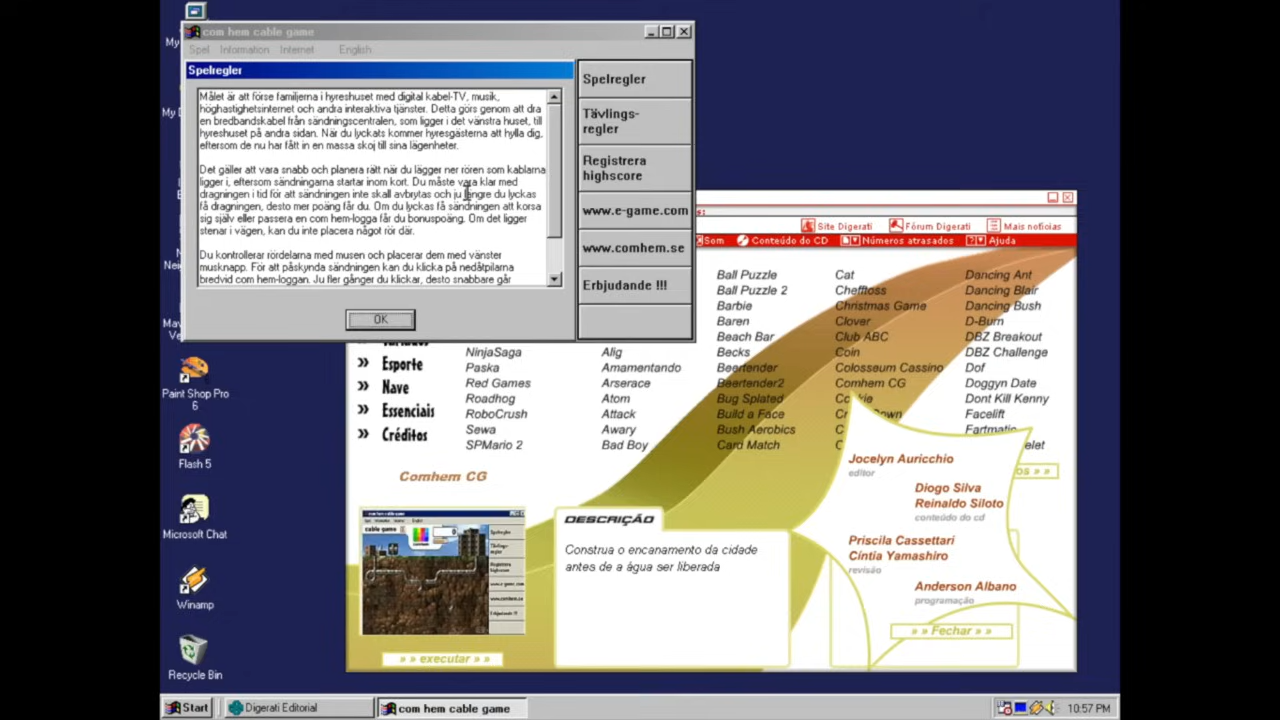 com hem cable game
Spel Information Internet English
Spelregler
Målet är att förse familjerna i hyreshuset med digital kabel-TV, musik,
höghastighetsinternet och andra interaktiva tjänster. Detta görs genom att dra
en bredbandskabel från sändningscentralen, som ligger i det vänstra huset, till
hyreshuset på andra sidan. När du lyckats kommer hyresgästerna att hylla dig,
eftersom de nu har fått in en massa skoj till sina lägenheter.
Det gäller att vara snabb och planera rätt när du lägger ner rören som kablarna
ligger i, eftersom sändningarna startar inom kort. Du måste vara klar med
dragningen i tid för att sändningen inte skall avbrytas och ju längre du lyckas
få dragningen, desto mer poäng får du. Om du lyckas få sändningen att korsa
sig själv eller passera en com hem-logga får du bonuspoäng. Om det ligger
stenar i vägen, kan du inte placera något rör där.
Du kontrollerar rördelarna med musen och placerar dem med vänster
musknapp. För att påskynda sändningen kan du klicka på nedåtpilarna
bredvid com hem-loggan. Ju fler gånger du klickar, desto snabbare går
OK
Spelregler
Tävlings-
regler
Registrera
highscore
www.e-game.com
www.comhem.se
Erbjudande !!!
Site Digerati Fórum Digerati Mais notícias
Som Conteúdo do CD Números atrasados Ajuda
Ball Puzzle Cat Dancing Ant
Ball Puzzle 2 Cheffloss Dancing Blair
Barbie Christmas Game Dancing Bush
Baren Clover D-Burn
Beach Bar Club ABC DBZ Breakout
NinjaSaga Alig Becks Coin DBZ Challenge
Esporte Paska Amamentando Beertender Colosseum Cassino Dof
Nave Red Games Arserace Beertender2 Comhem CG Doggyn Date
Essenciais Roadhog Atom Bug Splated Dont Kill Kenny
RoboCrush Attack Build a Face Facelift
Créditos Sewa Awary Bush Aerobics Fartmatic
SPMario 2 Bad Boy Card Match
Comhem CG
cable game
DESCRIÇÃO
Construa o encanamento da cidade
antes de a água ser liberada
» » executar » »
Jocelyn Auricchio
editor
Diogo Silva
Reinaldo Siloto
conteúdo do cd
Priscila Cassettari
Cíntia Yamashiro
revisão
Anderson Albano
programação
» » Fechar » »
Paint Shop Pro
6
Flash 5
Microsoft Chat
Winamp
Recycle Bin
Start Digerati Editorial com hem cable game 10:57 PM